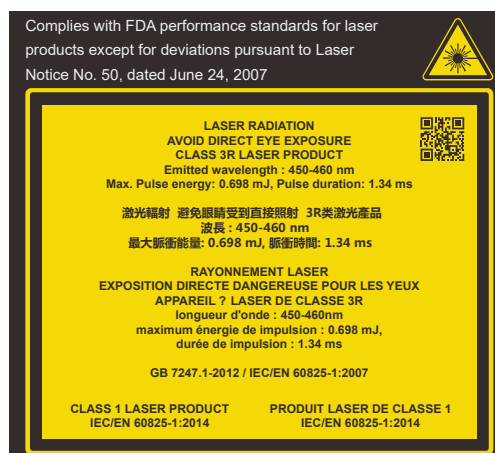 Complies with FDA performance standards for laser
products except for deviations pursuant to Laser
Notice No. 50, dated June 24, 2007
LASER RADIATION
AVOID DIRECT EYE EXPOSURE
CLASS 3R LASER PRODUCT
Emitted wavelength : 450-460 nm
Max. Pulse energy: 0.698 mJ, Pulse duration: 1.34 ms
激光輻射 避免眼睛受到直接照射 3R类激光產品
波長 : 450-460 nm
最大脈衝能量: 0.698 mJ, 脈衝時間: 1.34 ms
RAYONNEMENT LASER
EXPOSITION DIRECTE DANGEREUSE POUR LES YEUX
APPAREIL ? LASER DE CLASSE 3R
longueur d'onde : 450-460nm
maximum énergie de impulsion : 0.698 mJ,
durée de impulsion : 1.34 ms
GB 7247.1-2012 / IEC/EN 60825-1:2007
CLASS 1 LASER PRODUCT
IEC/EN 60825-1:2014
PRODUIT LASER DE CLASSE 1
IEC/EN 60825-1:2014